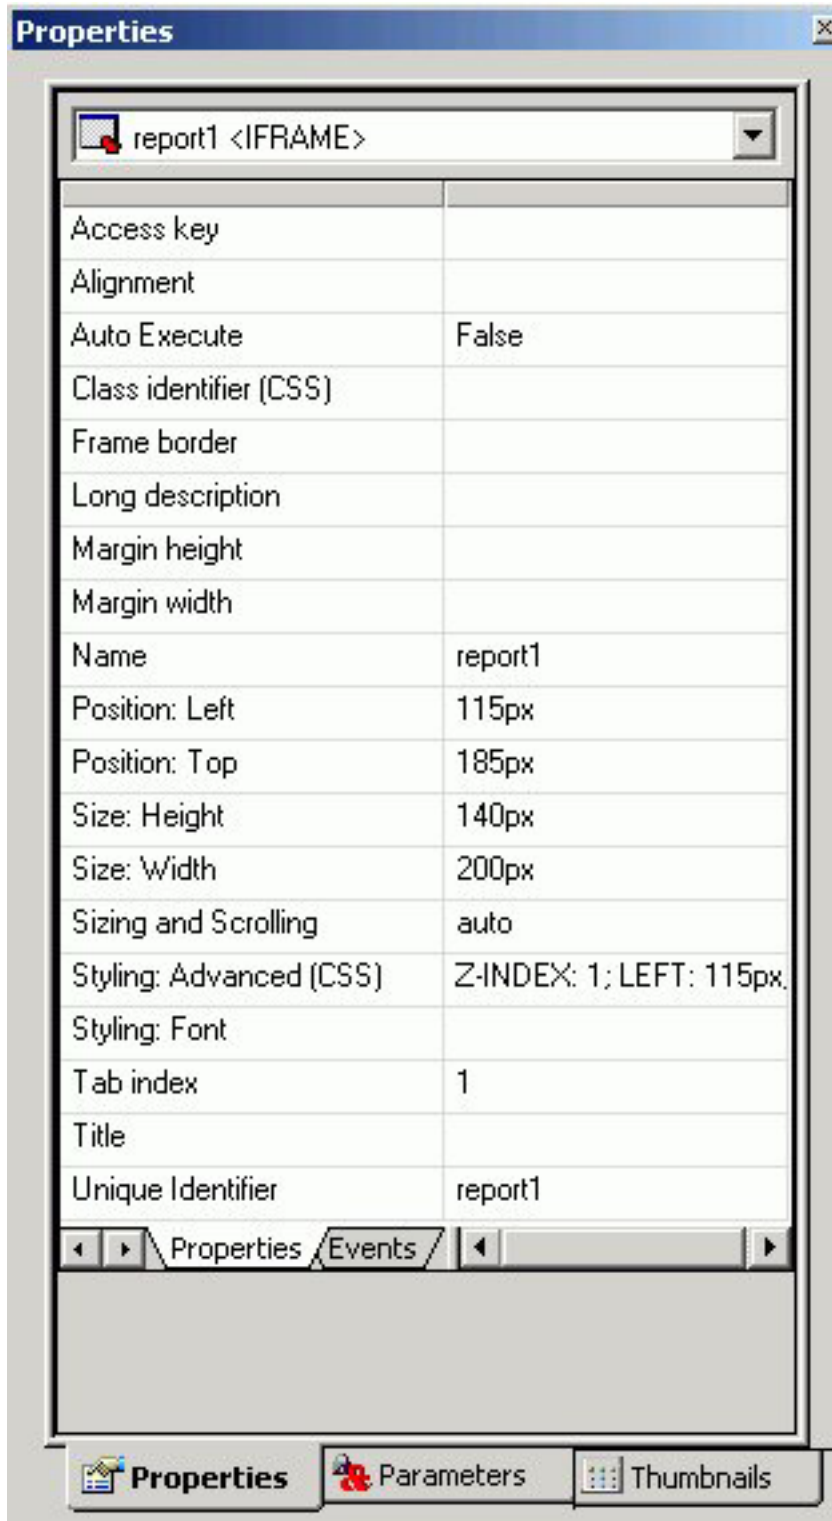 Properties
report1 <IFRAME>
Access key
Alignment
Auto Execute False
Class identifier (CSS)
Frame border
Long description
Margin height
Margin width
Name report1
Position: Left 115px
Position: Top 185px
Size: Height 140px
Size: Width 200px
Sizing and Scrolling auto
Styling: Advanced (CSS) Z-INDEX: 1; LEFT: 115px
Styling: Font
Tab index 1
Title
Unique Identifier report1
Properties Events
Properties Parameters Thumbnails